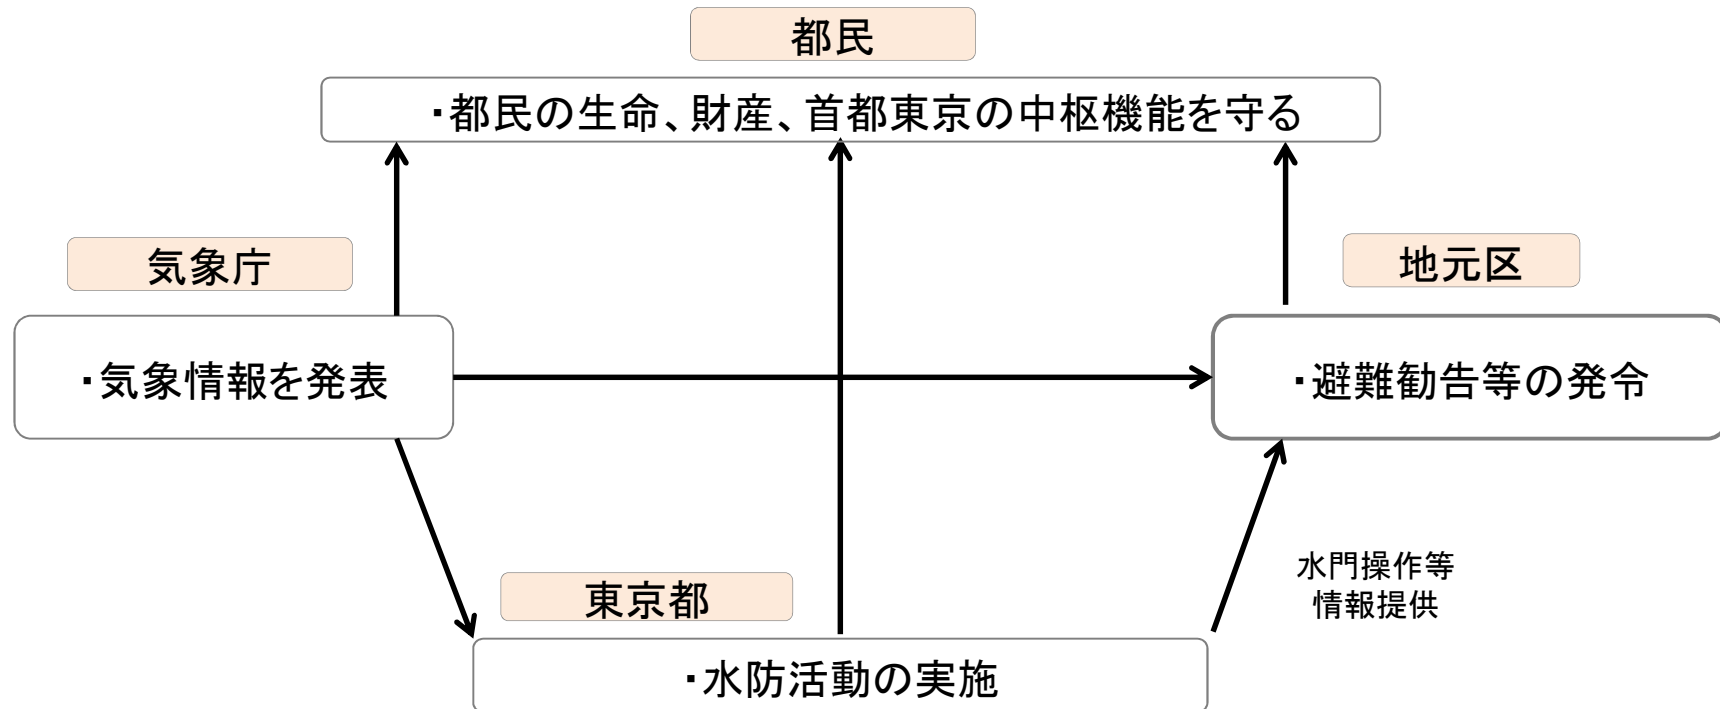 都民
・都民の生命、財産、首都東京の中枢機能を守る
気象庁
地元区
・気象情報を発表
・避難勧告等の発令
水門操作等
情報提供
東京都
・水防活動の実施